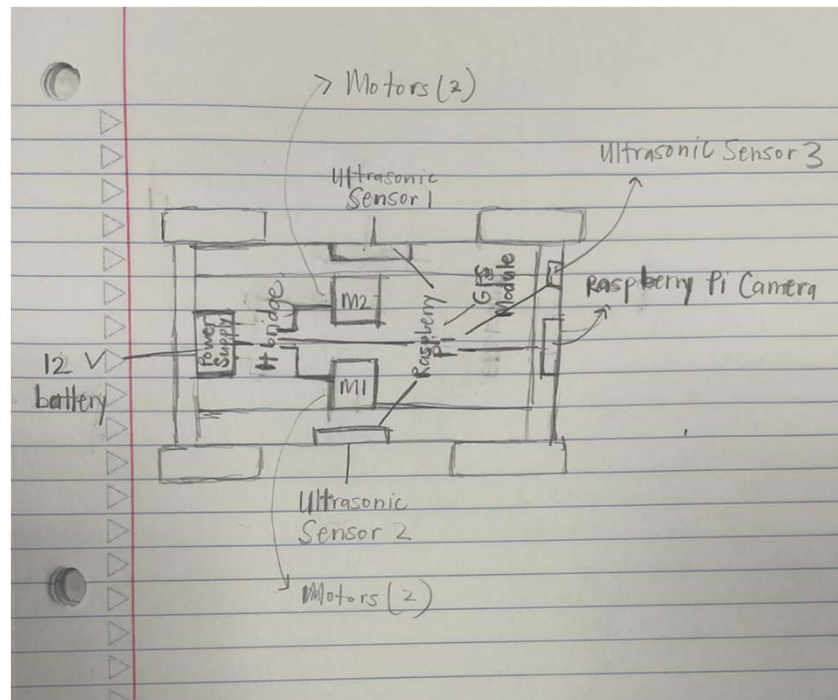 Motors (2)
Ultrasonic Sensor 3
Ultrasonic
Sensor 1
GPS
Module
Raspberry Pi Camera
M2
H bridge
Power
Supply
Raspberry
Pi
12 V
battery
M1
Ultrasonic
Sensor 2
Motors (2)